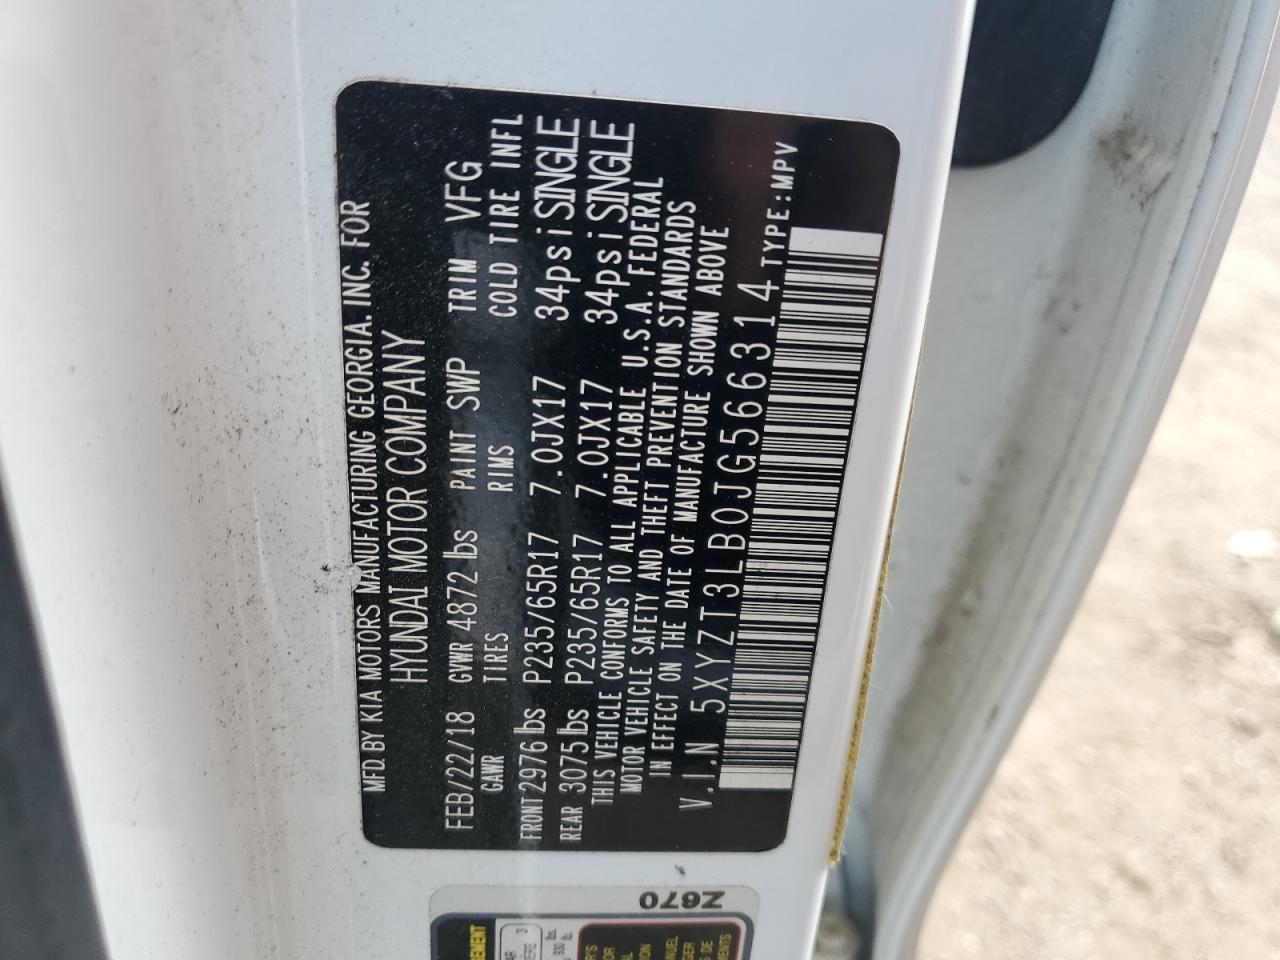 MFD.BY KIA MOTORS MANUFACTURING GEORGIA. INC. FOR
HYUNDAI MOTOR COMPANY
FEB/22/18 GVWR 4872 lbs PAINT SWP TRIM VFG
GAWR TIRES RIMS COLD TIRE INFL
FRONT 2976 lbs P235/65R17 7.0JX17 34psi SINGLE
REAR 3075 lbs P235/65R17 7.0JX17 34psi SINGLE
THIS VEHICLE CONFORMS TO ALL APPLICABLE U.S.A. FEDERAL
MOTOR VEHICLE SAFETY AND THEFT PREVENTION STANDARDS
IN EFFECT ON THE DATE OF MANUFACTURE SHOWN ABOVE
V.I.N 5XYZT3LB0JG566314 TYPE:MPV
Z670